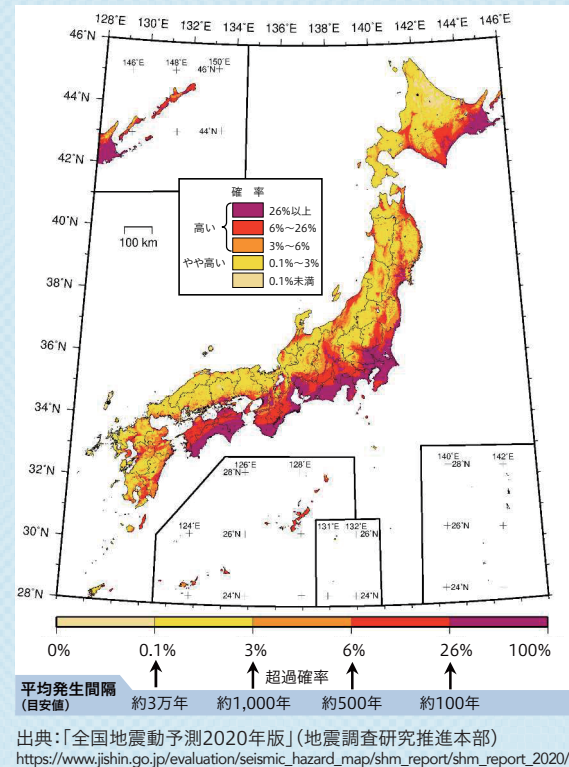 128˚E 130˚E 132˚E 134˚E 136˚E 138˚E 140˚E 142˚E 144˚E 146˚E
46˚N
146˚E 148˚E 150˚E
46˚N
44˚N
44˚N
42˚N
40˚N
38˚N
36˚N
34˚N
32˚N
30˚N
28˚N
確 率
高い
26%以上
6%~26%
3%~6%
やや高い
0.1%~3%
0.1%未満
100 km
126˚E 128˚E
28˚N
124˚E
26˚N
24˚N
131˚E 132˚E
26˚N
24˚N
140˚E 142˚E
28˚N
26˚N
24˚N
0% 0.1% 3% 6% 26% 100%
超過確率
平均発生間隔
(目安値)
約3万年 約1,000年 約500年 約100年
出典:「全国地震動予測2020年版」(地震調査研究推進本部)
https://www.jishin.go.jp/evaluation/seismic_hazard_map/shm_report/shm_report_2020/